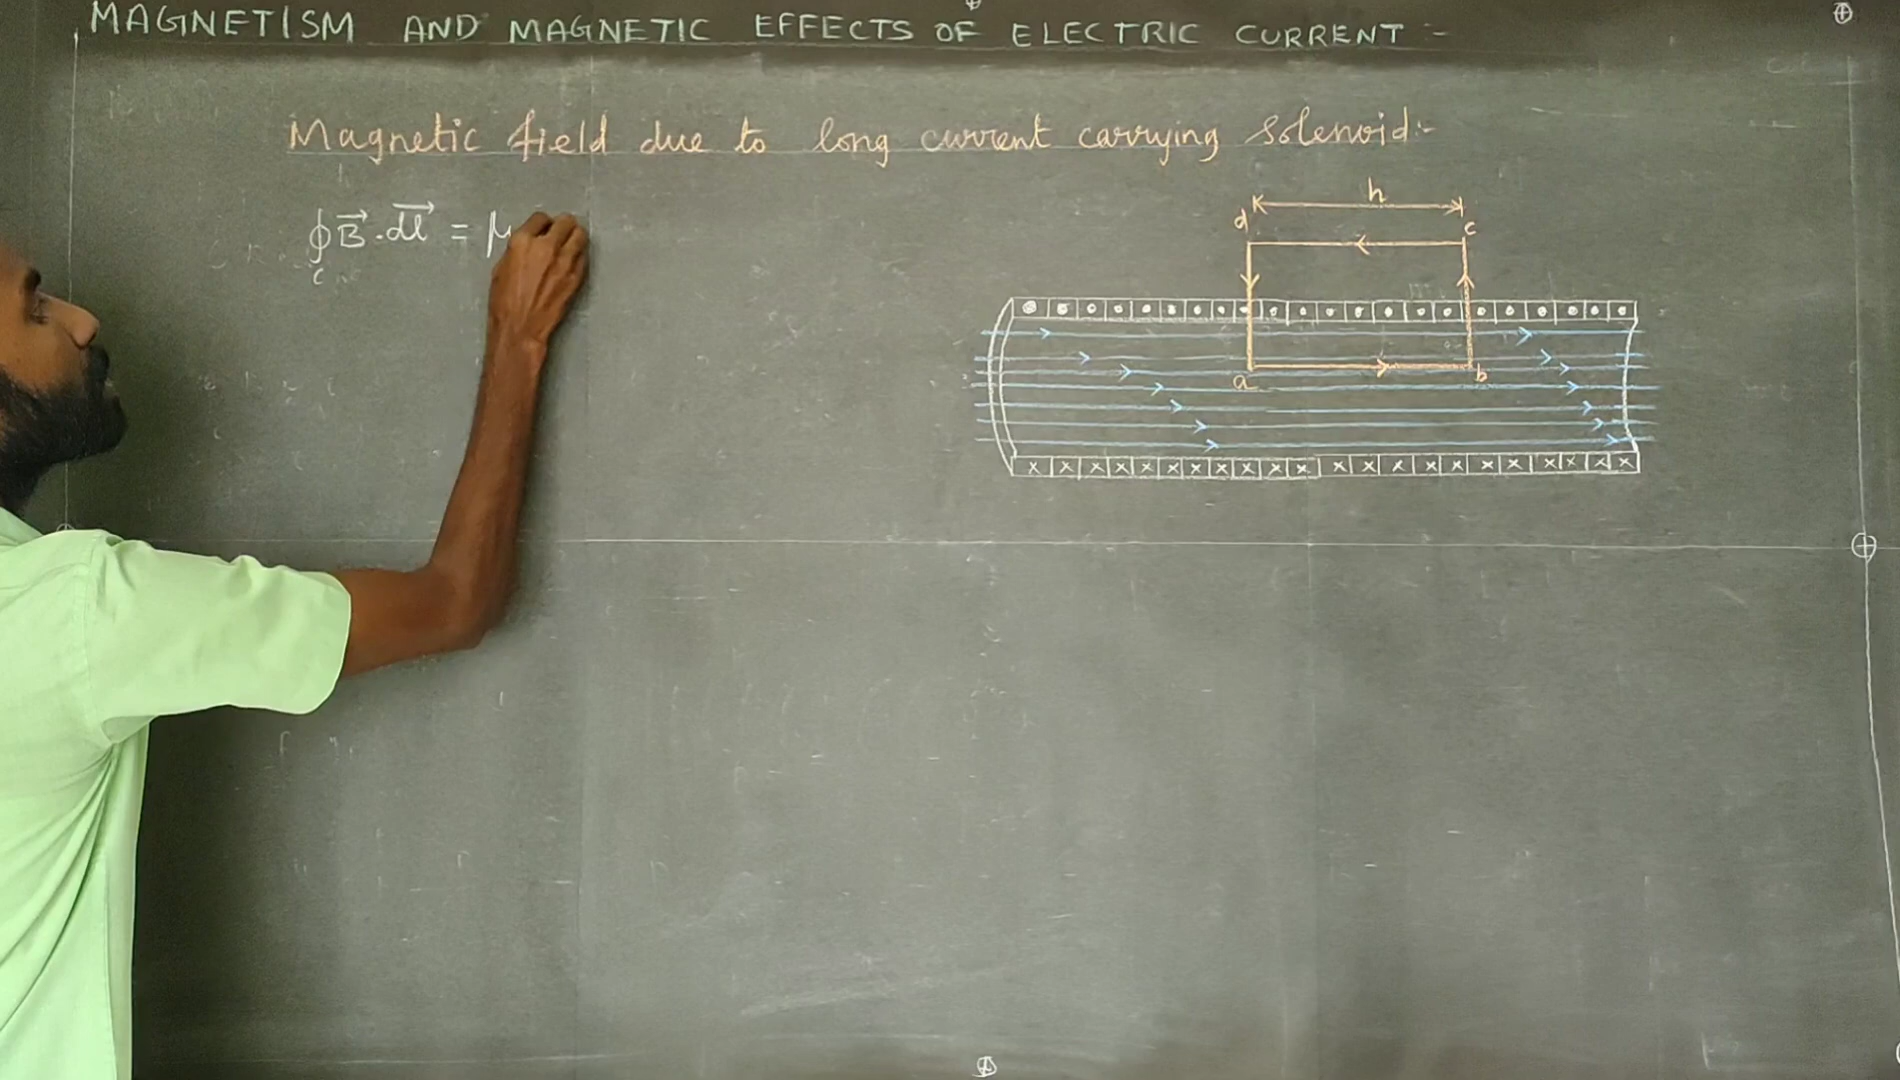 MAGNETISM AND MAGNETIC EFFECTS OF ELECTRIC CURRENT :-
Magnetic field due to long current carrying solenoid:-
∮B⃗.dl⃗ = μ
c
h
d
c
a
b